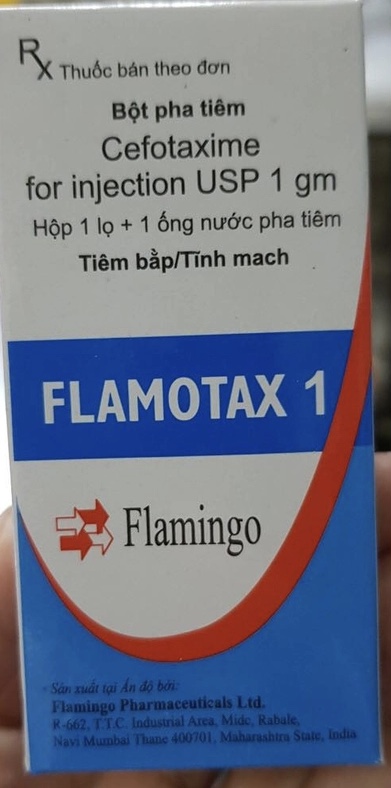 Rx Thuốc bán theo đơn
Bột pha tiêm
Cefotaxime
for injection USP 1 gm
Hộp 1 lọ + 1 ống nước pha tiêm
Tiêm bắp/Tĩnh mach
FLAMOTAX 1
Flamingo
Sản xuất tại Ấn độ bởi:
Flamingo Pharmaceuticals Ltd.
R-662, T.T.C. Industrial Area, Midc, Rabale,
Navi Mumbai Thane 400701, Maharashtra State, India